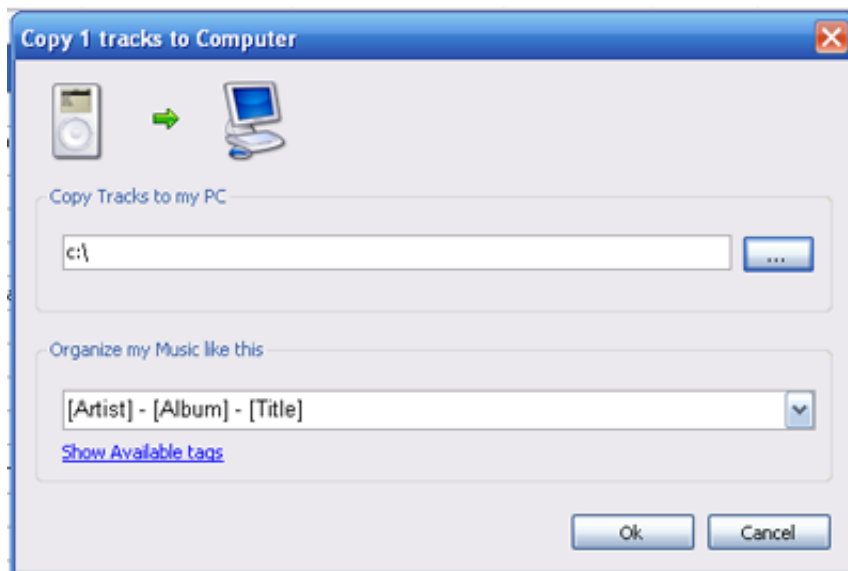 Copy 1 tracks to Computer
Copy Tracks to my PC
c:\
...
Organize my Music like this
[Artist] - [Album] - [Title]
Show Available tags
Ok
Cancel